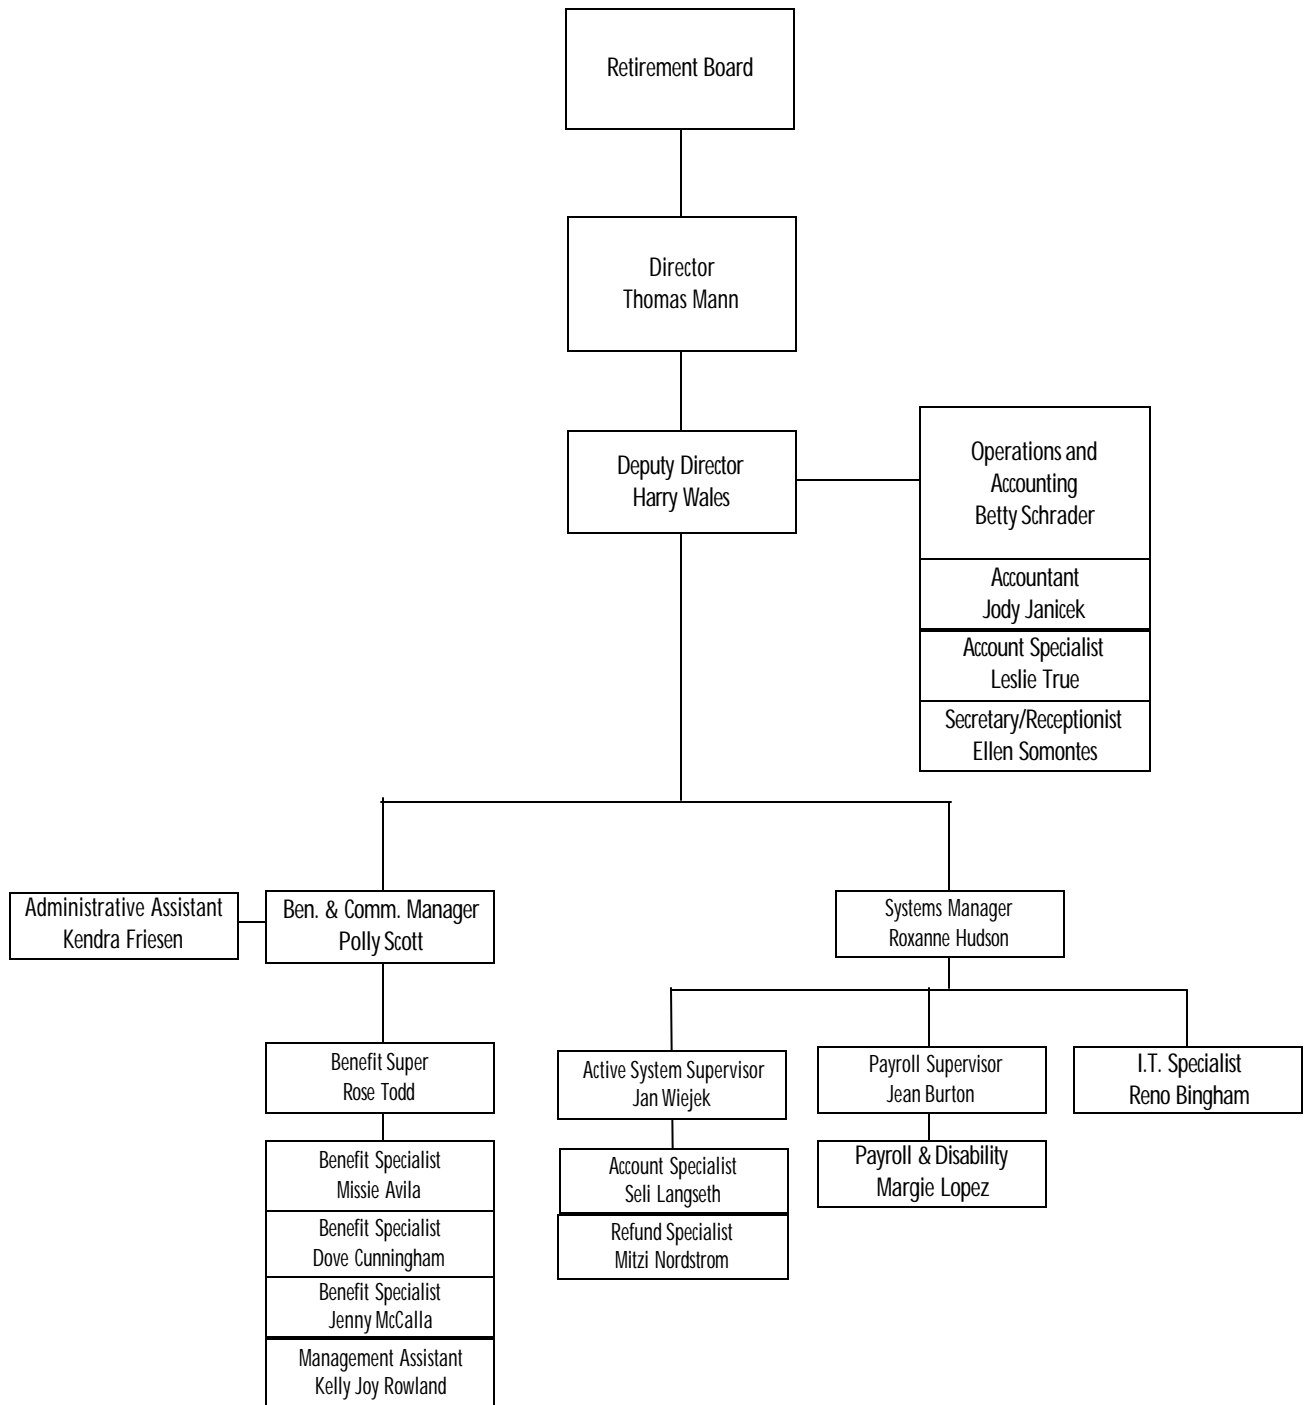 Retirement Board
Director
Thomas Mann
Deputy Director
Harry Wales
Operations and
Accounting
Betty Schrader
Accountant
Jody Janicek
Account Specialist
Leslie True
Secretary/Receptionist
Ellen Somontes
Administrative Assistant
Kendra Friesen
Ben. & Comm. Manager
Polly Scott
Systems Manager
Roxanne Hudson
Benefit Super
Rose Todd
Benefit Specialist
Missie Avila
Benefit Specialist
Dove Cunningham
Benefit Specialist
Jenny McCalla
Management Assistant
Kelly Joy Rowland
Active System Supervisor
Jan Wiejek
Account Specialist
Seli Langseth
Refund Specialist
Mitzi Nordstrom
Payroll Supervisor
Jean Burton
Payroll & Disability
Margie Lopez
I.T. Specialist
Reno Bingham